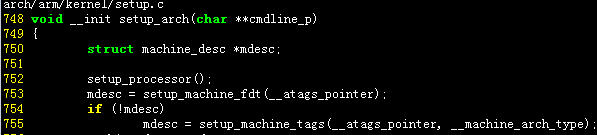 arch/arm/kernel/setup.c
748 void __init setup_arch(char **cmdline_p)
749 {
750         struct machine_desc *mdesc;
751
752         setup_processor();
753         mdesc = setup_machine_fdt(__atags_pointer);
754         if (!mdesc)
755                 mdesc = setup_machine_tags(__atags_pointer, __machine_arch_type);